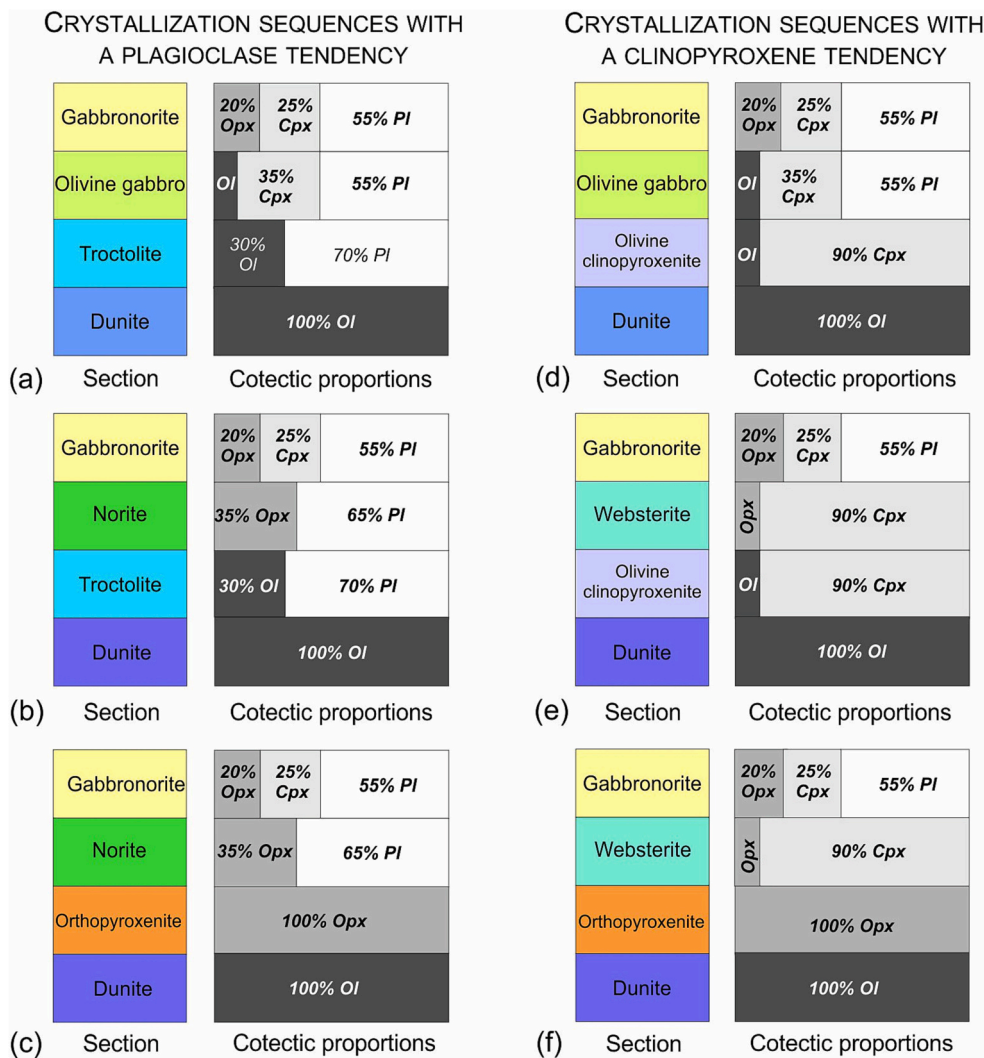 CRYSTALLIZATION SEQUENCES WITH
A PLAGIOCLASE TENDENCY
Gabbronorite
20%
Opx
25%
Cpx
55% Pl
Olivine gabbro
Ol
35%
Cpx
55% Pl
Troctolite
30%
Ol
70% Pl
Dunite
100% Ol
(a)
Section
Cotectic proportions
Gabbronorite
20%
Opx
25%
Cpx
55% Pl
Norite
35% Opx
65% Pl
Troctolite
30% Ol
70% Pl
Dunite
100% Ol
(b)
Section
Cotectic proportions
Gabbronorite
20%
Opx
25%
Cpx
55% Pl
Norite
35% Opx
65% Pl
Orthopyroxenite
100% Opx
Dunite
100% Ol
(c)
Section
Cotectic proportions
CRYSTALLIZATION SEQUENCES WITH
A CLINOPYROXENE TENDENCY
Gabbronorite
20%
Opx
25%
Cpx
55% Pl
Olivine gabbro
Ol
35%
Cpx
55% Pl
Olivine
clinopyroxenite
Ol
90% Cpx
Dunite
100% Ol
(d)
Section
Cotectic proportions
Gabbronorite
20%
Opx
25%
Cpx
55% Pl
Websterite
Opx
90% Cpx
Olivine
clinopyroxenite
Ol
90% Cpx
Dunite
100% Ol
(e)
Section
Cotectic proportions
Gabbronorite
20%
Opx
25%
Cpx
55% Pl
Websterite
Opx
90% Cpx
Orthopyroxenite
100% Opx
Dunite
100% Ol
(f)
Section
Cotectic proportions